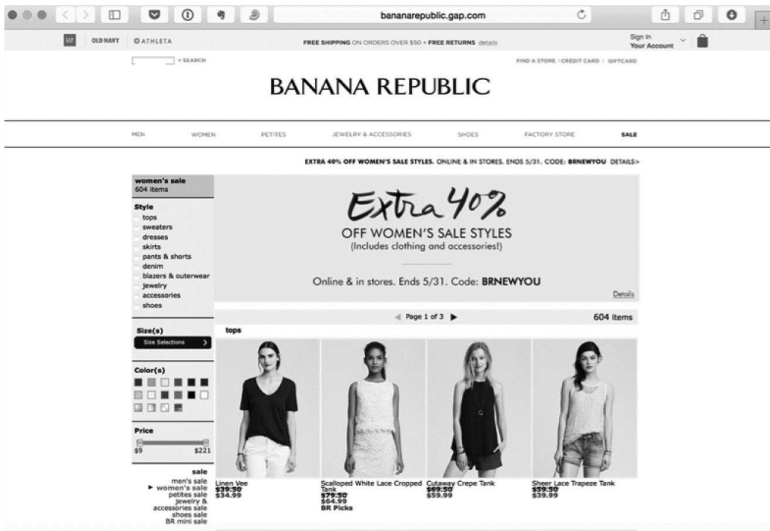 bananarepublic.gap.com
GAP OLD NAVY ATHLETA FREE SHIPPING ON ORDERS OVER $50 + FREE RETURNS details Sign In
Your Account
< SEARCH FIND A STORE | CREDIT CARD | GIFTCARD
BANANA REPUBLIC
MEN WOMEN PETITES JEWELRY & ACCESSORIES SHOES FACTORY STORE SALE
EXTRA 40% OFF WOMEN'S SALE STYLES. ONLINE & IN STORES. ENDS 5/31. CODE: BRNEWYOU DETAILS>
women's sale
604 items
Style
tops
sweaters
dresses
skirts
pants & shorts
denim
blazers & outerwear
jewelry
accessories
shoes
Size(s)
Size Selections >
Color(s)
Price
$9 $221
sale
men's sale
▶ women's sale
petites sale
jewelry &
accessories sale
shoes sale
BR mini sale
Extra 40%
OFF WOMEN'S SALE STYLES
(Includes clothing and accessories!)
Online & in stores. Ends 5/31. Code: BRNEWYOU
Details
◀ Page 1 of 3 ▶ 604 items
tops
Linen Vee
$39.50
$34.99
Scalloped White Lace Cropped
Tank
$79.50
$64.99
BR Picks
Cutaway Crepe Tank
$69.50
$59.99
Sheer Lace Trapeze Tank
$59.50
$39.99